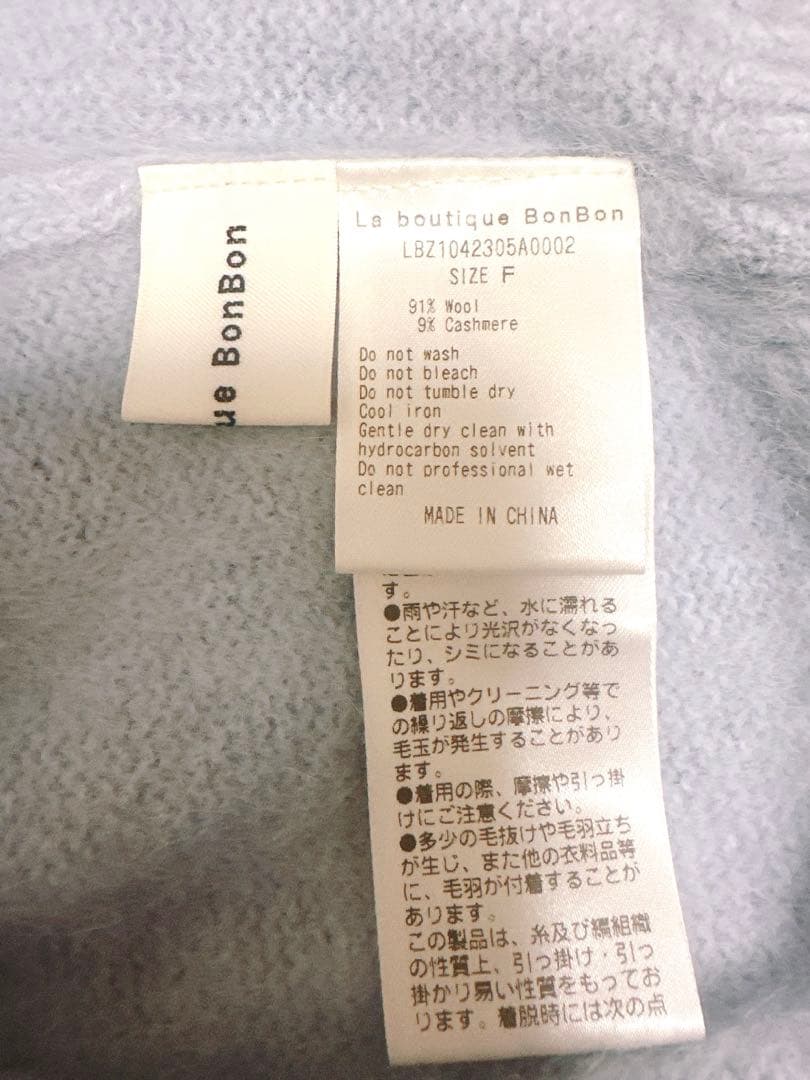 ue BonBon
La boutique BonBon
LBZ1042305A0002
SIZE F
91% Wool
9% Cashmere
Do not wash
Do not bleach
Do not tumble dry
Cool iron
Gentle dry clean with
hydrocarbon solvent
Do not professional wet
clean
MADE IN CHINA
す。
●雨や汗など、水に濡れる
ことにより光沢がなくなっ
たり、シミになることがあ
ります。
●着用やクリーニング等で
の繰り返しの摩擦により、
毛玉が発生することがあり
ます。
●着用の際、摩擦や引っ掛
けにご注意ください。
●多少の毛抜けや毛羽立ち
が生じ、また他の衣料品等
に、毛羽が付着することが
あります。
この製品は、糸及び編組織
の性質上、引っ掛け・引っ
掛かり易い性質をもってお
ります。着脱時には次の点